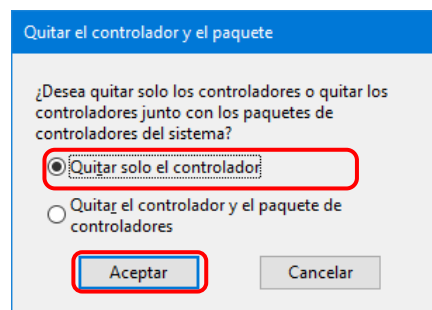 Quitar el controlador y el paquete
¿Desea quitar solo los controladores o quitar los
controladores junto con los paquetes de
controladores del sistema?
Quitar solo el controlador
Quitar el controlador y el paquete de
controladores
Aceptar
Cancelar